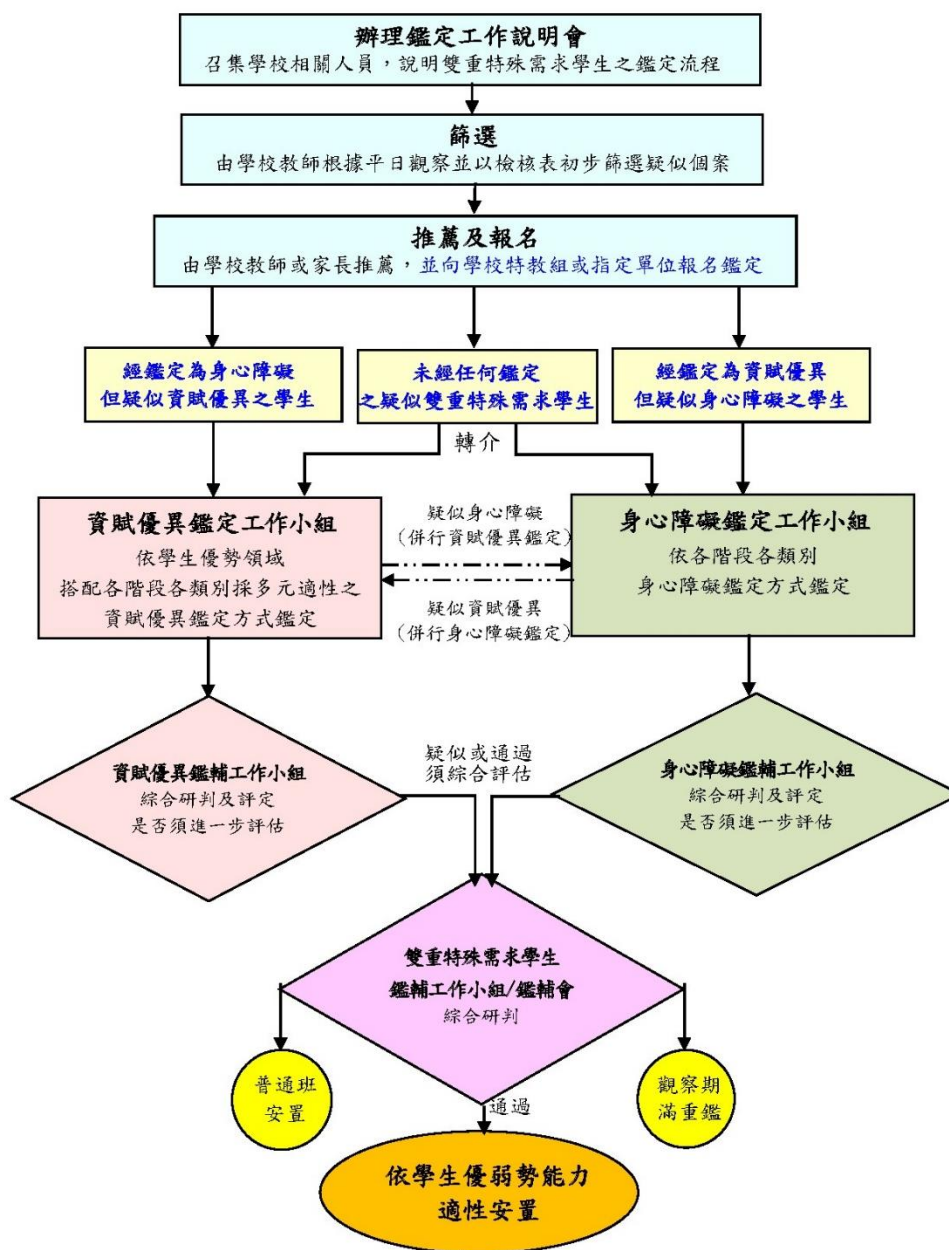 辦理鑑定工作說明會
召集學校相關人員，說明雙重特殊需求學生之鑑定流程
篩選
由學校教師根據平日觀察並以檢核表初步篩選疑似個案
推薦及報名
由學校教師或家長推薦，並向學校特教組或指定單位報名鑑定
經鑑定為身心障礙
但疑似資賦優異之學生
未經任何鑑定
之疑似雙重特殊需求學生
經鑑定為資賦優異
但疑似身心障礙之學生
轉介
資賦優異鑑定工作小組
依學生優勢領域
搭配各階段各類別採多元適性之
資賦優異鑑定方式鑑定
疑似身心障礙
(併行資賦優異鑑定)
疑似資賦優異
(併行身心障礙鑑定)
身心障礙鑑定工作小組
依各階段各類別
身心障礙鑑定方式鑑定
資賦優異鑑輔工作小組
綜合研判及評定
是否須進一步評估
疑似或通過
須綜合評估
身心障礙鑑輔工作小組
綜合研判及評定
是否須進一步評估
雙重特殊需求學生
鑑輔工作小組/鑑輔會
綜合研判
普通班
安置
觀察期
滿重鑑
通過
依學生優弱勢能力
適性安置